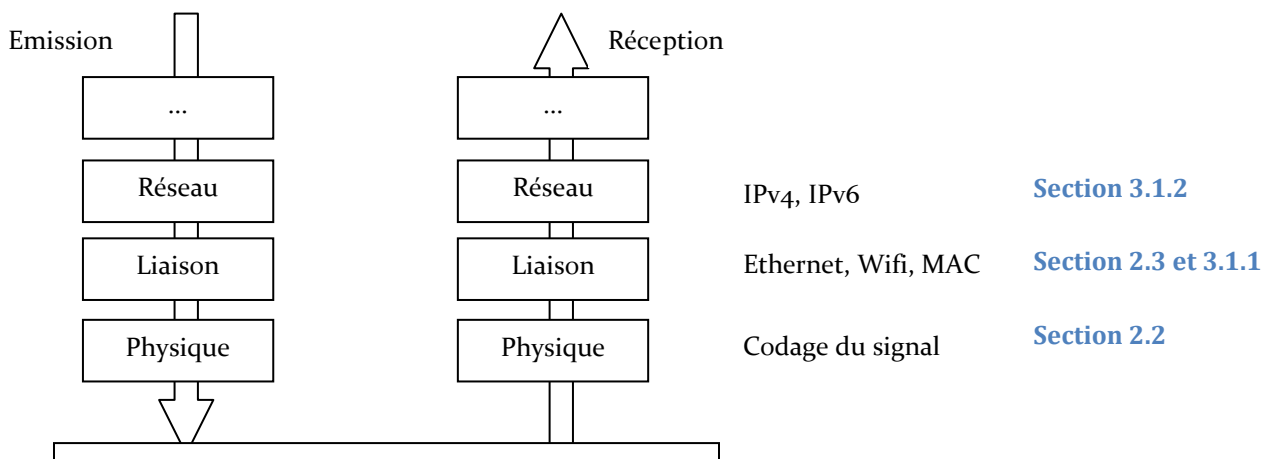 Emission
Réception
... ...
Réseau Réseau IPv4, IPv6 Section 3.1.2
Liaison Liaison Ethernet, Wifi, MAC Section 2.3 et 3.1.1
Physique Physique Codage du signal Section 2.2